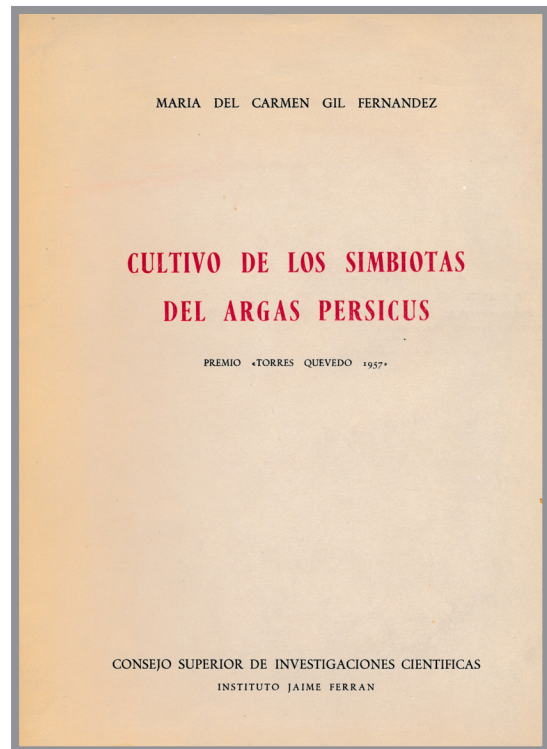 MARIA DEL CARMEN GIL FERNANDEZ
CULTIVO DE LOS SIMBIOTAS
DEL ARGAS PERSICUS
PREMIO «TORRES QUEVEDO 1957»
CONSEJO SUPERIOR DE INVESTIGACIONES CIENTIFICAS
INSTITUTO JAIME FERRAN